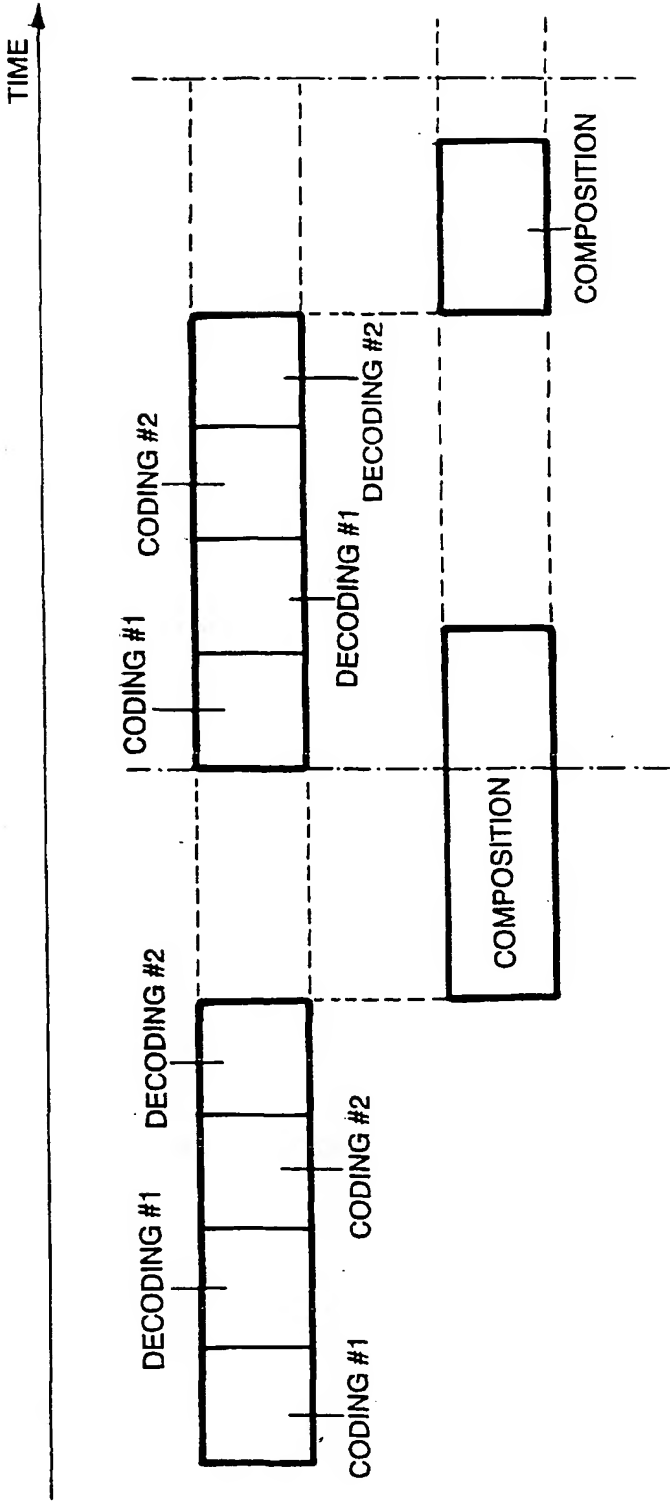 TIME
DECODING #1
DECODING #2
CODING #1
CODING #2
CODING #1
CODING #2
DECODING #1
DECODING #2
COMPOSITION
COMPOSITION